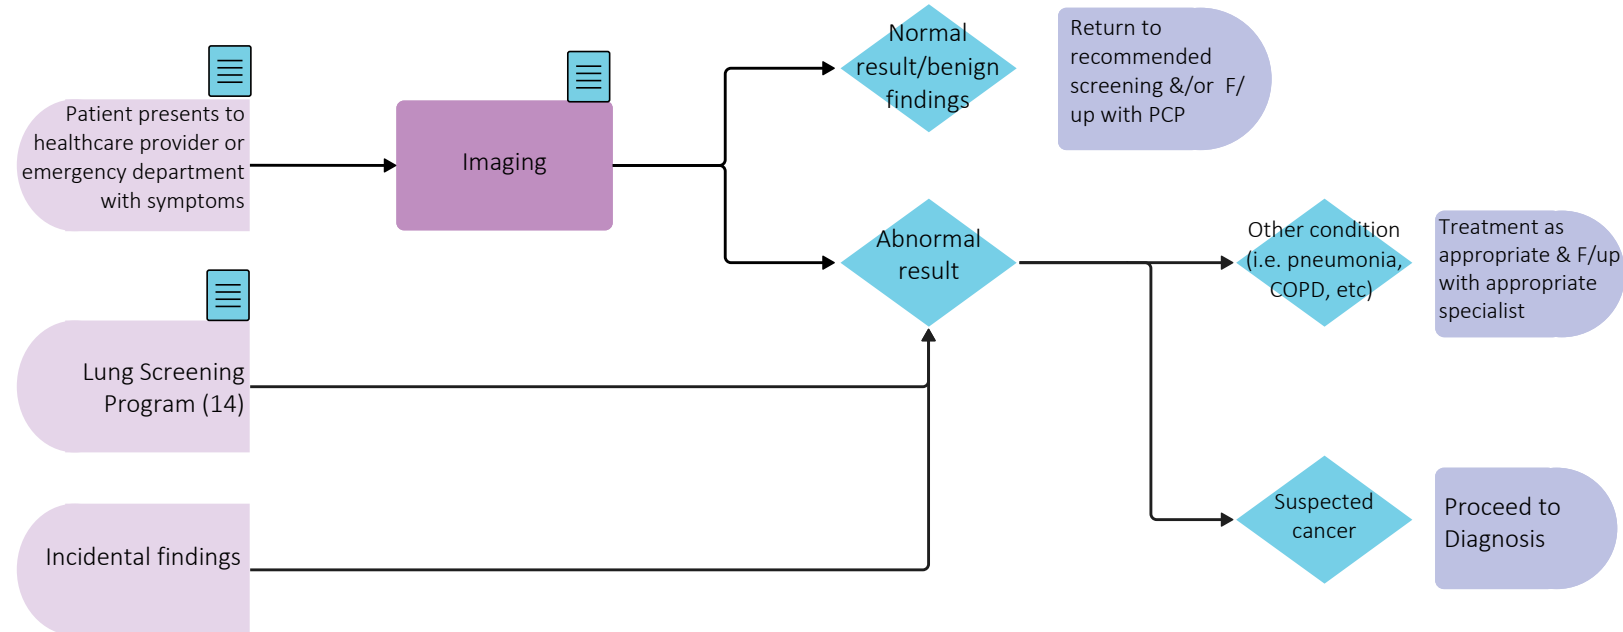 Patient presents to
healthcare provider or
emergency department
with symptoms
Imaging
Normal
result/benign
findings
Return to
recommended
screening &/or F/
up with PCP
Abnormal
result
Other condition
(i.e. pneumonia,
COPD, etc)
Treatment as
appropriate & F/up
with appropriate
specialist
Lung Screening
Program (14)
Incidental findings
Suspected
cancer
Proceed to
Diagnosis